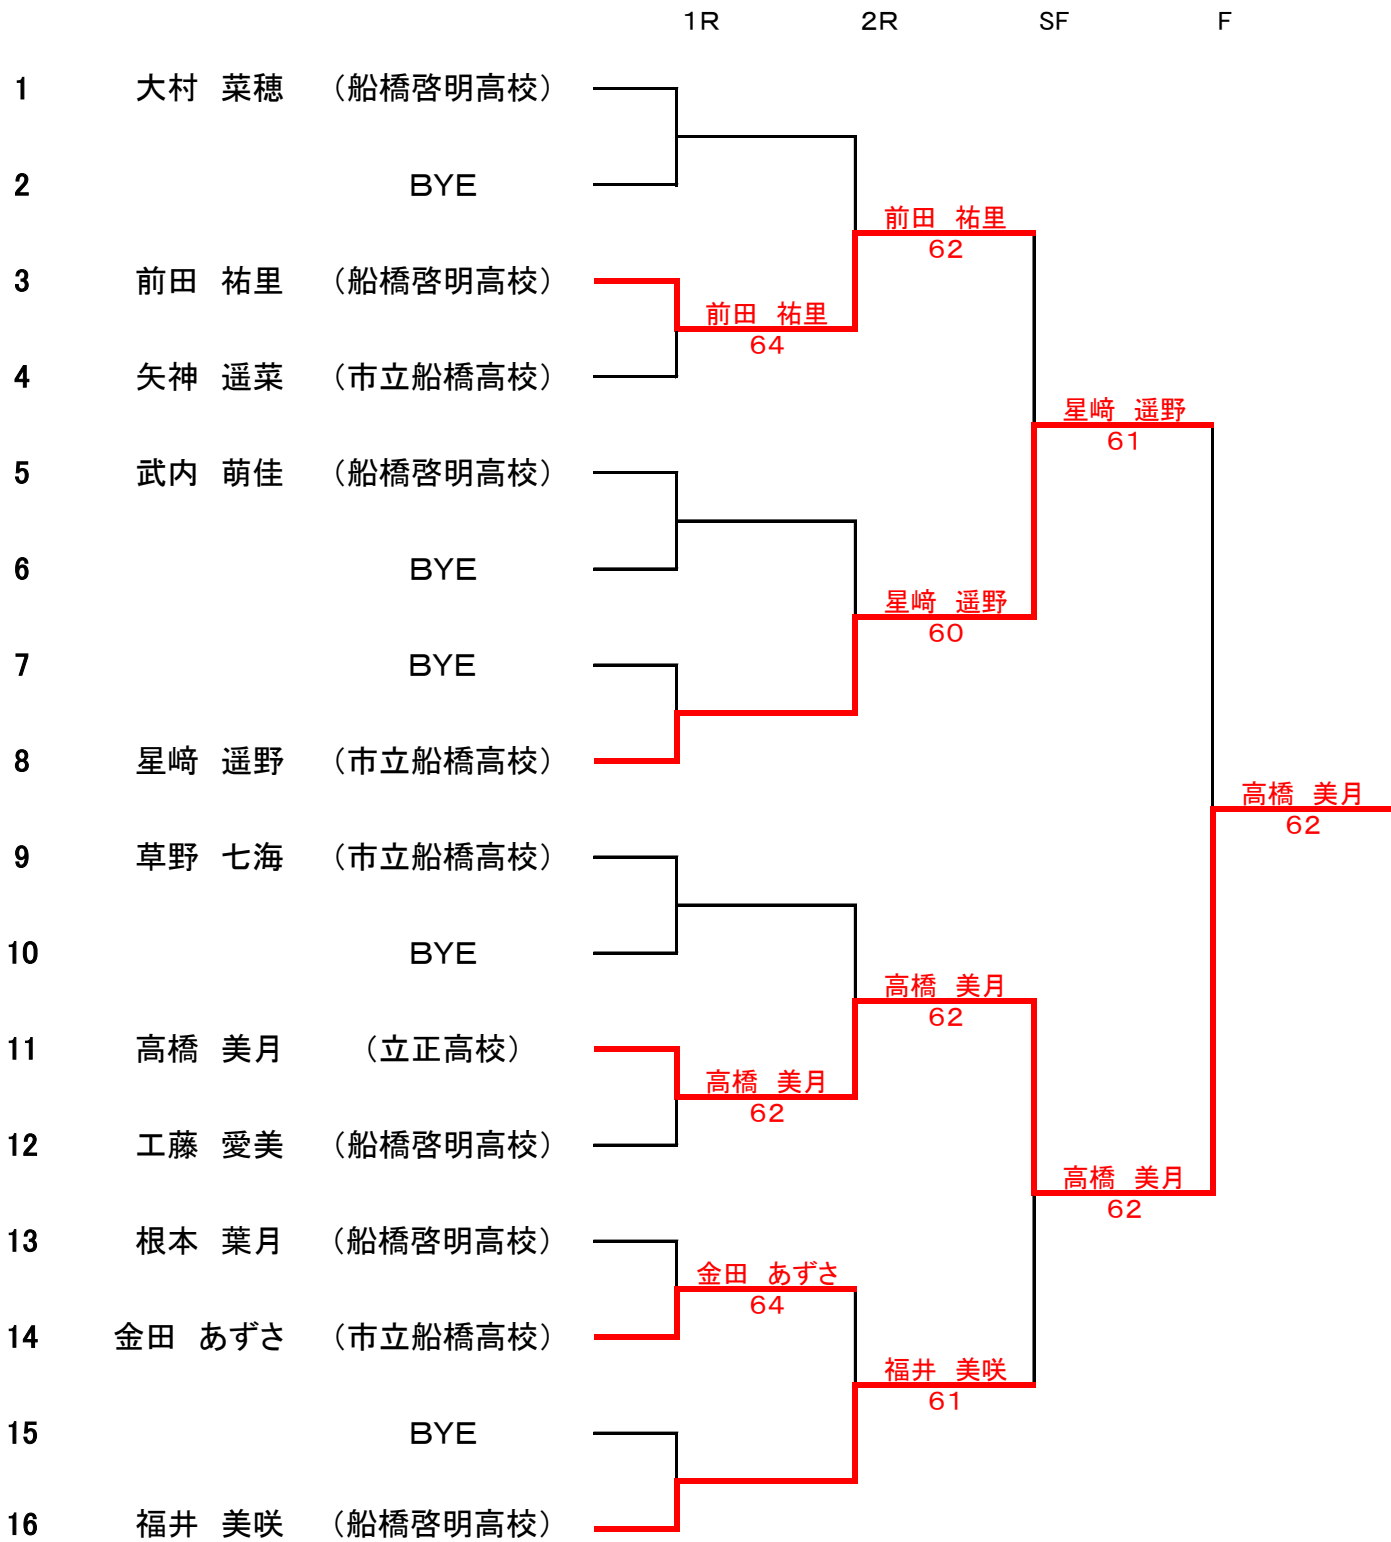 1R 2R SF F
1 大村 菜穂 （船橋啓明高校）
2 BYE
前田 祐里
62
3 前田 祐里 （船橋啓明高校）
前田 祐里
64
4 矢神 遥菜 （市立船橋高校）
星﨑 遥野
61
5 武内 萌佳 （船橋啓明高校）
6 BYE
星﨑 遥野
60
7 BYE
8 星﨑 遥野 （市立船橋高校）
高橋 美月
62
9 草野 七海 （市立船橋高校）
10 BYE
高橋 美月
62
11 高橋 美月 （立正高校）
高橋 美月
62
12 工藤 愛美 （船橋啓明高校）
高橋 美月
62
13 根本 葉月 （船橋啓明高校）
金田 あずさ
64
14 金田 あずさ （市立船橋高校）
福井 美咲
61
15 BYE
16 福井 美咲 （船橋啓明高校）